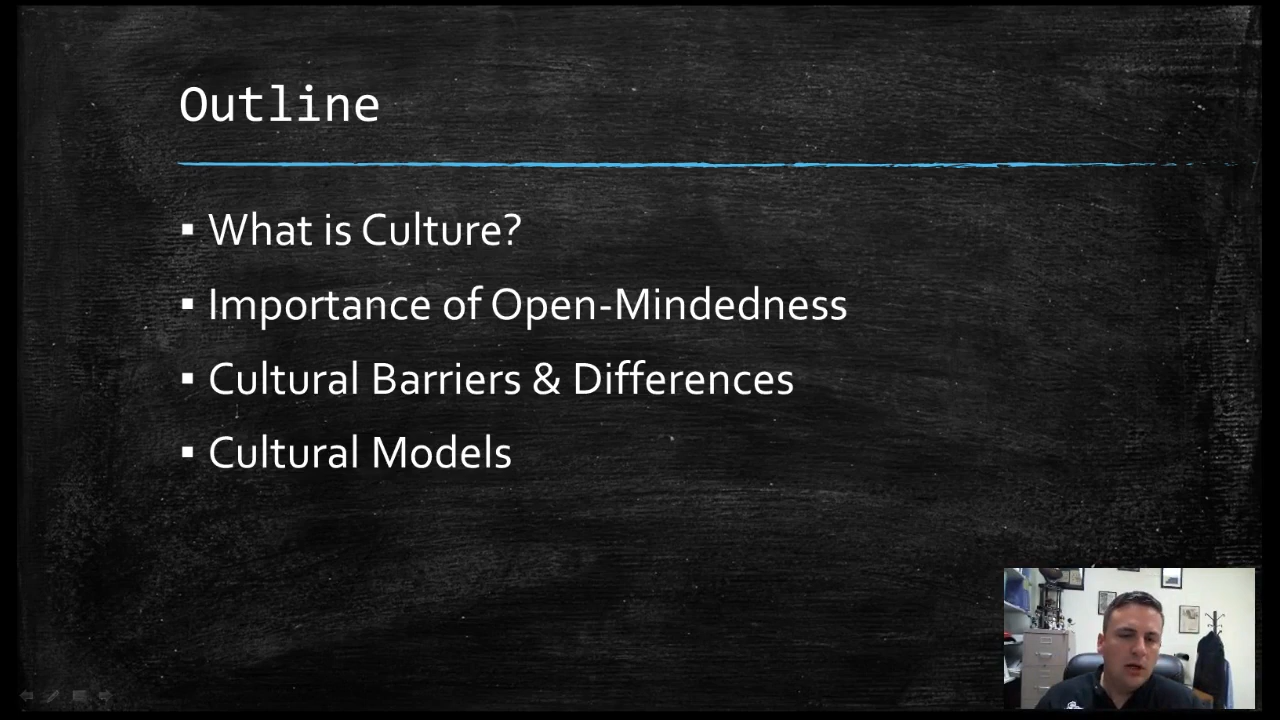 Outline
▪ What is Culture?
▪ Importance of Open-Mindedness
▪ Cultural Barriers & Differences
▪ Cultural Models